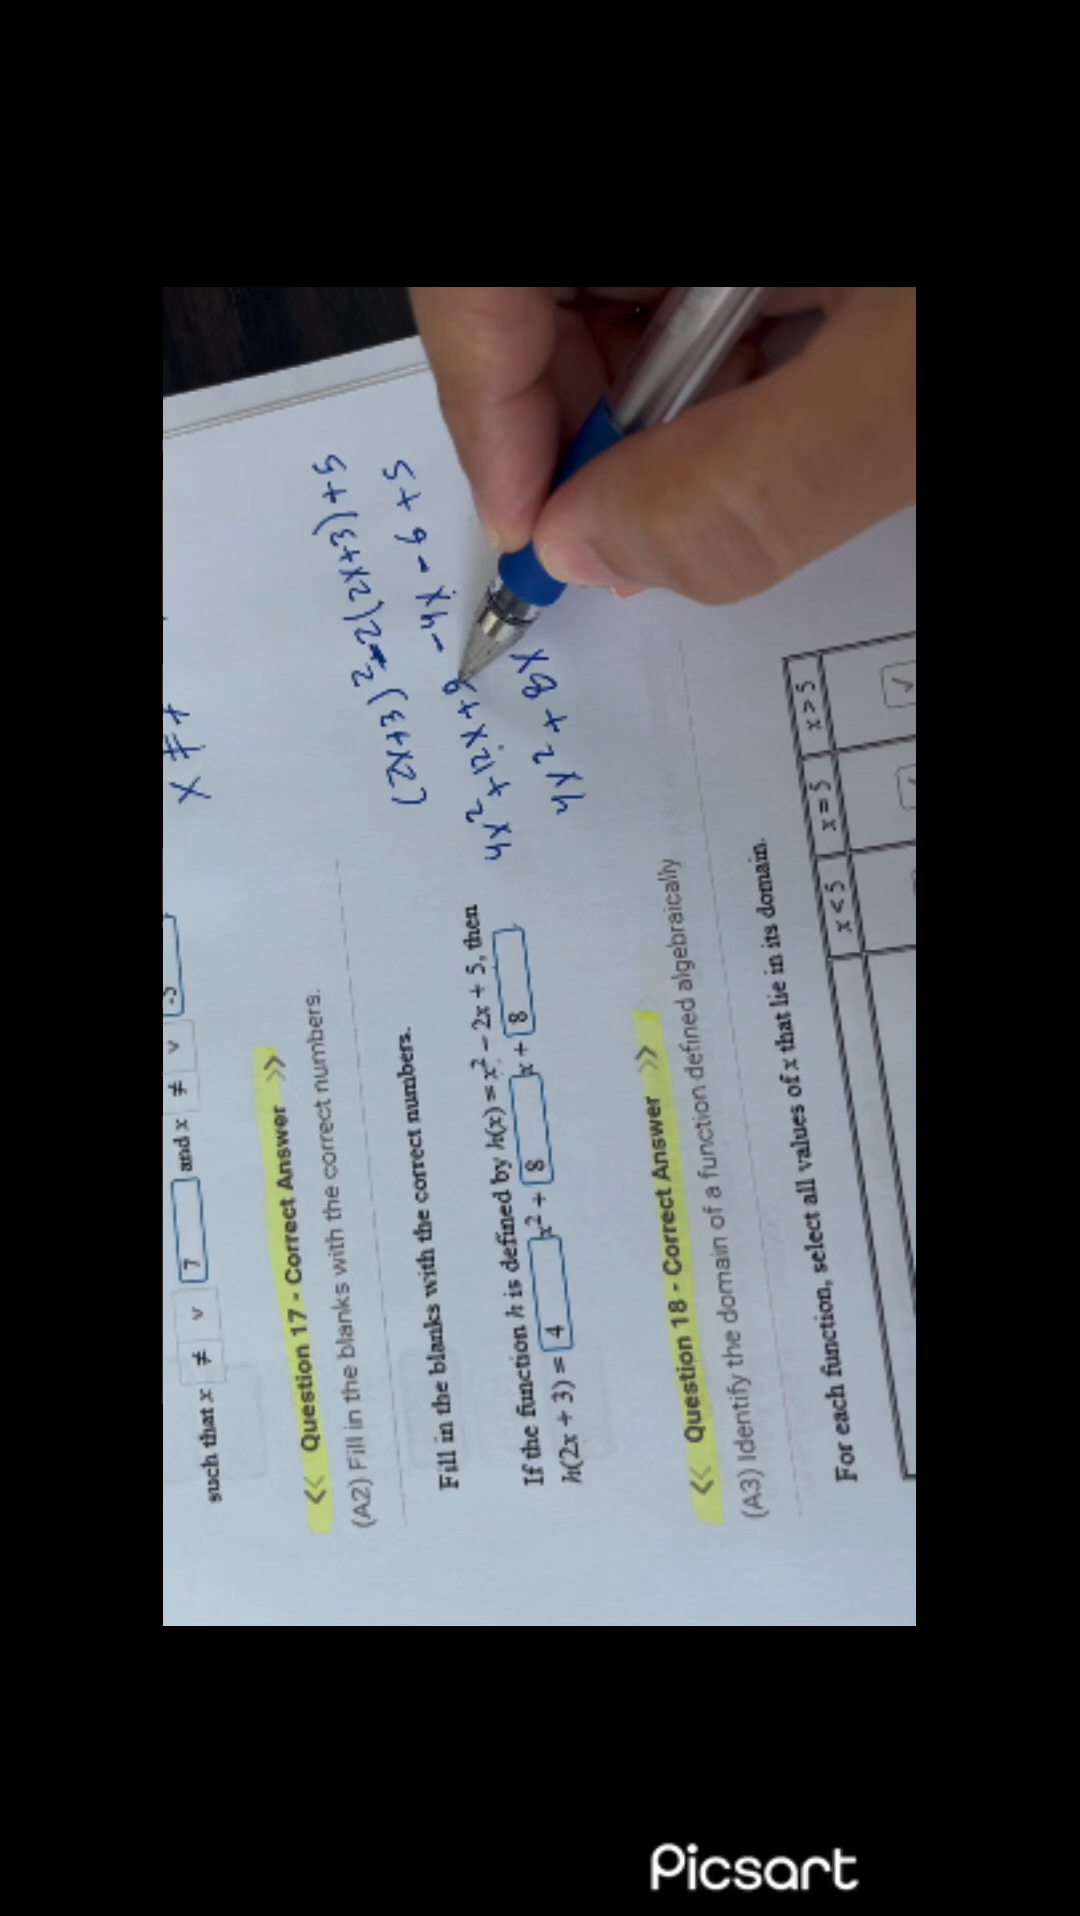 x ≠ 7
such that x ≠ v 7 and x ≠ v -5
<< Question 17 - Correct Answer >>
(A2) Fill in the blanks with the correct numbers.
Fill in the blanks with the correct numbers.
If the function h is defined by h(x) = x² - 2x + 5, then
h(2x + 3) = 4 x² + 8 x + 8
(2x+3)²-2(2x+3)+5
4x²+12x+9 -4x -6 +5
4x² + 8x
<< Question 18 - Correct Answer >>
(A3) Identify the domain of a function defined algebraically
For each function, select all values of x that lie in its domain.
x < 5 x = 5 x > 5
Picsart